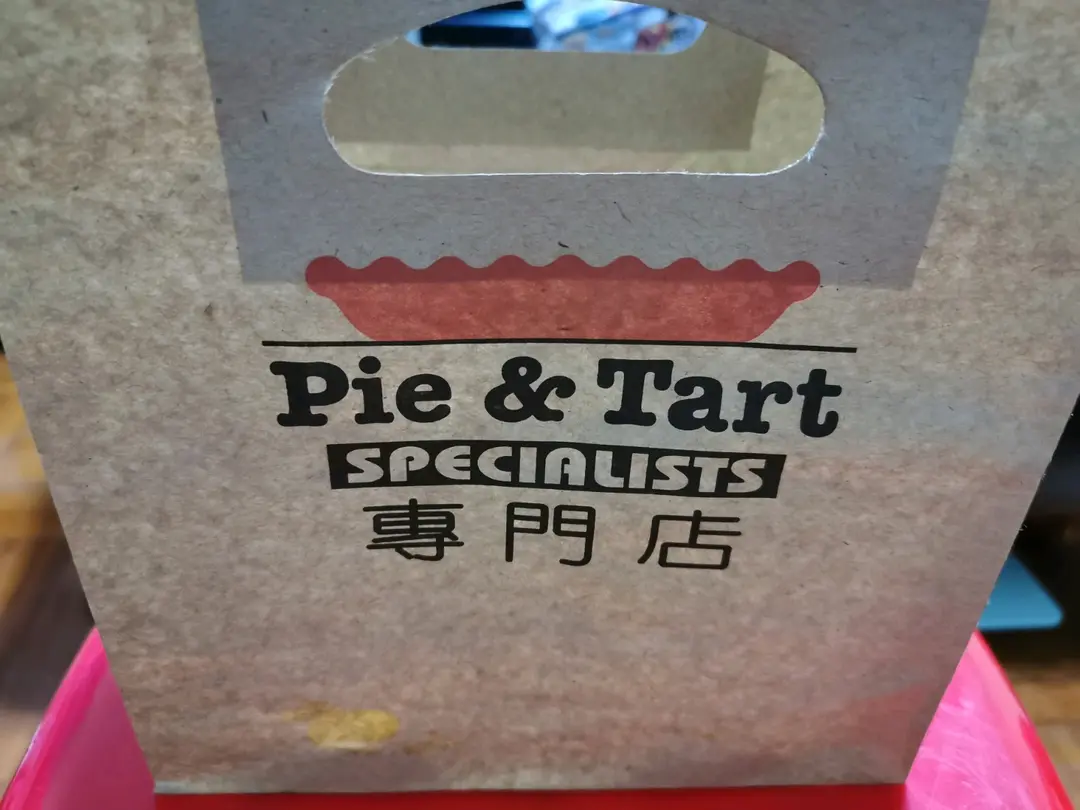 Pie & Tart
SPECIALISTS
專門店